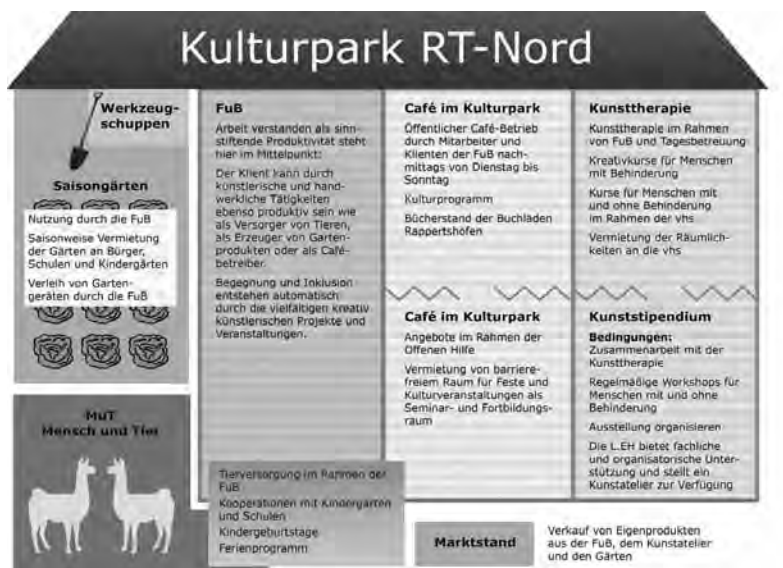 Kulturpark RT-Nord
Werkzeug-
schuppen
Saisongärten
Nutzung durch die FuB
Saisonweise Vermietung
der Gärten an Bürger,
Schulen und Kindergärten
Verleih von Garten-
geräten durch die FuB
MuT
Mensch und Tier
FuB
Arbeit verstanden als sinn-
stiftende Produktivität steht
hier im Mittelpunkt:
Der Klient kann durch
künstlerische und hand-
werkliche Tätigkeiten
ebenso produktiv sein wie
als Versorger von Tieren,
als Erzeuger von Garten-
produkten oder als Café-
betreiber.
Begegnung und Inklusion
entstehen automatisch
durch die vielfältigen kreativ
künstlerischen Projekte und
Veranstaltungen.
Tierversorgung im Rahmen der
FuB
Kooperationen mit Kindergärten
und Schulen
Kindergeburtstage
Ferienprogramm
Café im Kulturpark
Öffentlicher Café-Betrieb
durch Mitarbeiter und
Klienten der FuB nach-
mittags von Dienstag bis
Sonntag
Kulturprogramm
Bücherstand der Buchläden
Rappertshofen
Café im Kulturpark
Angebote im Rahmen der
Offenen Hilfe
Vermietung von barriere-
freiem Raum für Feste und
Kulturveranstaltungen als
Seminar- und Fortbildungs-
raum
Kunsttherapie
Kunsttherapie im Rahmen
von FuB und Tagesbetreuung
Kreativkurse für Menschen
mit Behinderung
Kurse für Menschen mit
und ohne Behinderung
im Rahmen der vhs
Vermietung der Räumlich-
keiten an die vhs
Kunststipendium
Bedingungen:
Zusammenarbeit mit der
Kunsttherapie
Regelmäßige Workshops für
Menschen mit und ohne
Behinderung
Ausstellung organisieren
Die L.EH bietet fachliche
und organisatorische Unter-
stützung und stellt ein
Kunstatelier zur Verfügung
Marktstand
Verkauf von Eigenprodukten
aus der FuB, dem Kunstatelier
und den Gärten